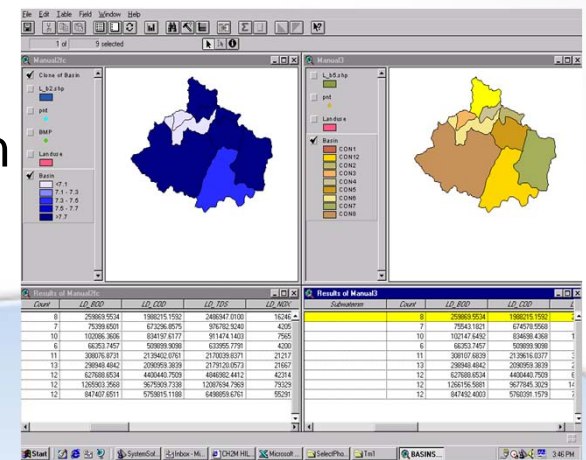 n
File Edit Table Field Window Help
1 of 9 selected
Manual2fc
Clone of Basin
L_b2.shp
pnt
BMP
Landuse
Basin
<7.1
7.1 - 7.3
7.3 - 7.5
7.5 - 7.7
>7.7
Manual3
L_b5.shp
pnt
Landuse
Basin
CON1
CON12
CON2
CON3
CON4
CON5
CON6
CON7
CON8
Results of Manual2fc
Count LD_BOD LD_COD LD_TDS LD_NOX
8 259869.5534 1988215.1592 2486947.0100 16246
7 75399.6501 673296.8575 976782.9240 4205
10 102086.3606 834197.6177 911474.1403 7565
6 66353.7457 509899.9098 633955.7791 4200
11 308076.8731 2139402.0761 2170039.8371 21217
13 298948.4842 2090959.3839 2179120.0573 21667
12 627688.6534 4400440.7509 4846982.4412 42314
12 1265903.3568 9675909.7338 12087694.7969 79329
12 847407.6511 5759815.1188 6498859.6761 55291
Results of Manual3
Subwatersm Count LD_BOD LD_COD
8 259869.5534 1988215.1592
7 75543.1821 674578.5568
10 102147.6492 834698.4368
6 66353.7457 509899.9098
11 308107.6839 2139616.0377
13 298948.4842 2090959.3839
12 627688.6534 4400440.7509
12 1266156.5881 9677845.3029
12 847492.4003 5760391.1579
Start SystemSol... Inbox - Mi... CH2M HIL... Microsoft ... SelectPho... Tm1 BASINS... 3:46 PM